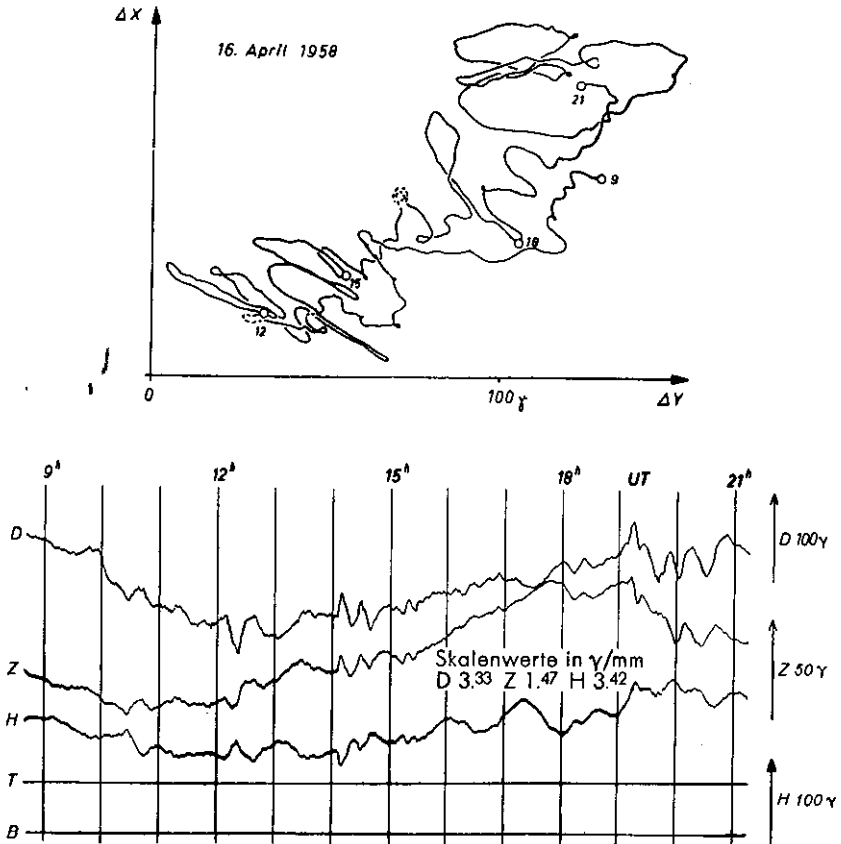 ΔX
16. April 1958
21
9
18
15
12
0
100 γ
ΔY
9ʰ
12ʰ
15ʰ
18ʰ
UT
21ʰ
D
D 100γ
Skalenwerte in γ/mm
D 3.33 Z 1.47 H 3.42
Z
Z 50γ
H
T
H 100γ
B